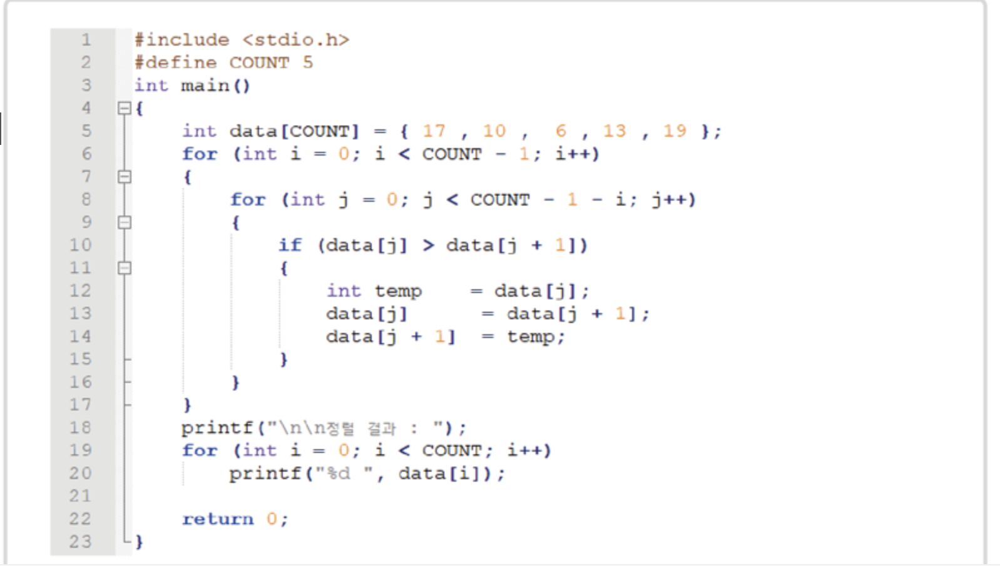 1 #include <stdio.h>
2 #define COUNT 5
3 int main()
4 {
5     int data[COUNT] = { 17 , 10 ,  6 , 13 , 19 };
6     for (int i = 0; i < COUNT - 1; i++)
7     {
8         for (int j = 0; j < COUNT - 1 - i; j++)
9         {
10             if (data[j] > data[j + 1])
11             {
12                 int temp    = data[j];
13                 data[j]      = data[j + 1];
14                 data[j + 1]  = temp;
15             }
16         }
17     }
18     printf("\n\n정렬 결과 : ");
19     for (int i = 0; i < COUNT; i++)
20         printf("%d ", data[i]);
21
22     return 0;
23 }